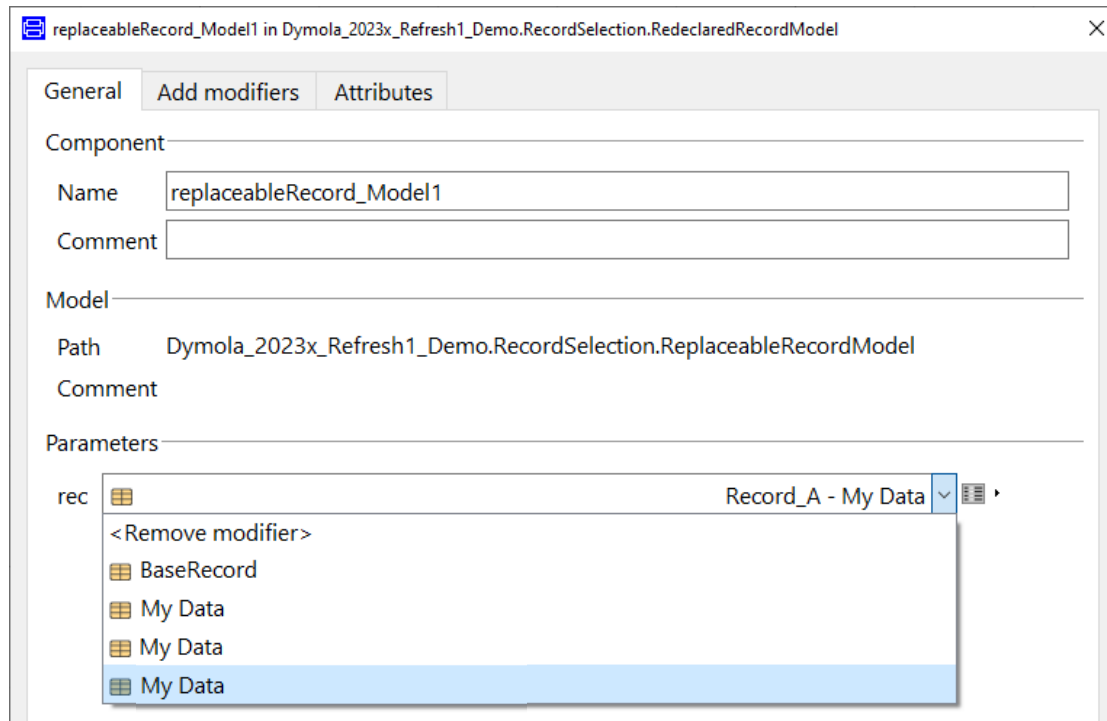 replaceableRecord_Model1 in Dymola_2023x_Refresh1_Demo.RecordSelection.RedeclaredRecordModel
General Add modifiers Attributes
Component
Name replaceableRecord_Model1
Comment
Model
Path Dymola_2023x_Refresh1_Demo.RecordSelection.ReplaceableRecordModel
Comment
Parameters
rec Record_A - My Data
<Remove modifier>
BaseRecord
My Data
My Data
My Data